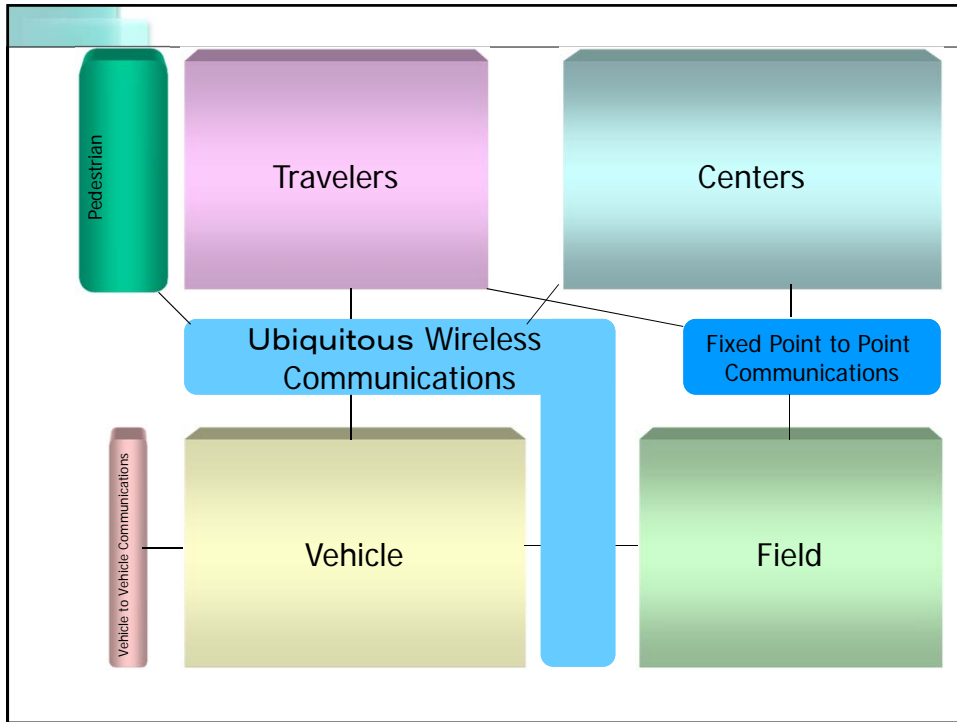 Pedestrian
Travelers
Centers
Ubiquitous Wireless
Communications
Fixed Point to Point
Communications
Vehicle to Vehicle Communications
Vehicle
Field